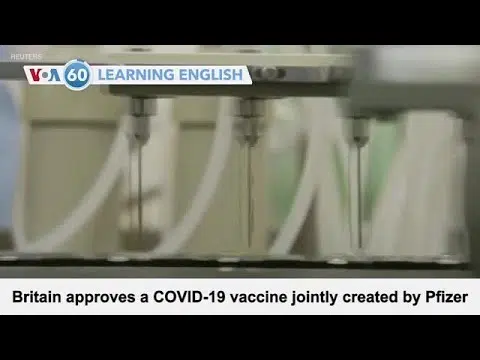 REUTERS
VOA 60 LEARNING ENGLISH
Britain approves a COVID-19 vaccine jointly created by Pfizer